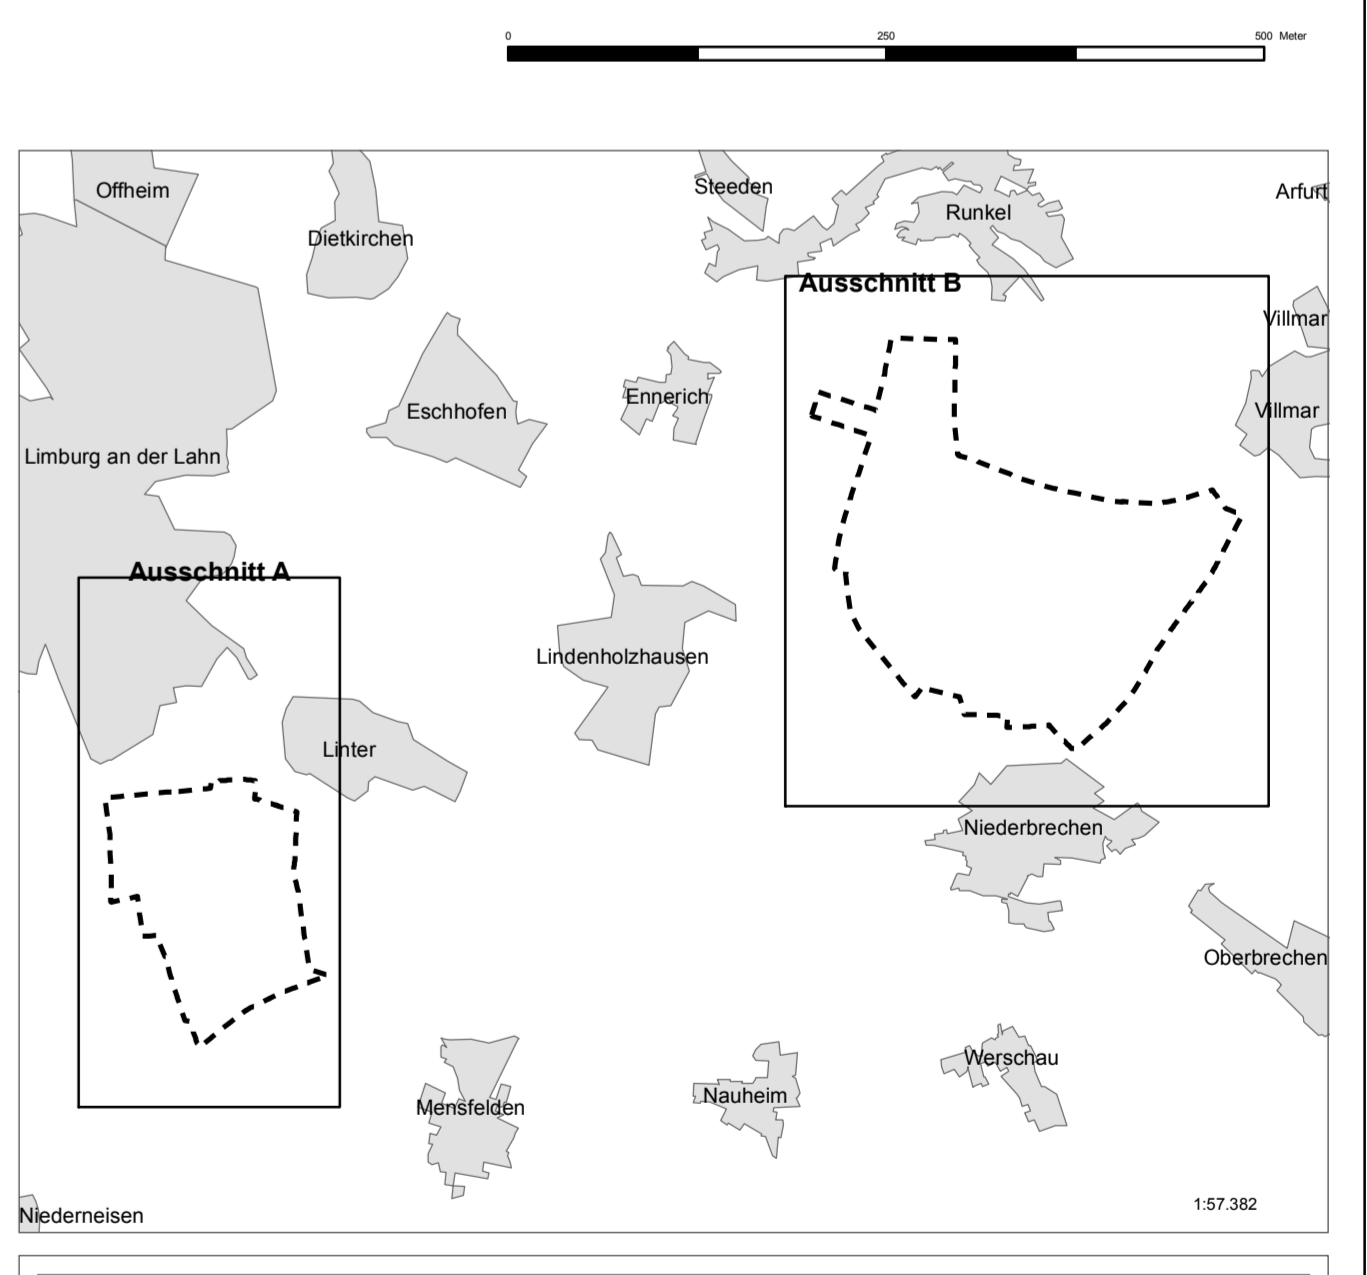 0 250 500 Meter
Offheim
Steeden
Arfurt
Runkel
Dietkirchen
Ausschnitt B
Villmar
Ennerich
Eschhofen
Villmar
Limburg an der Lahn
Ausschnitt A
Lindenholzhausen
Linter
Niederbrechen
Oberbrechen
Werschau
Nauheim
Mensfelden
1:57.382
Niederneisen